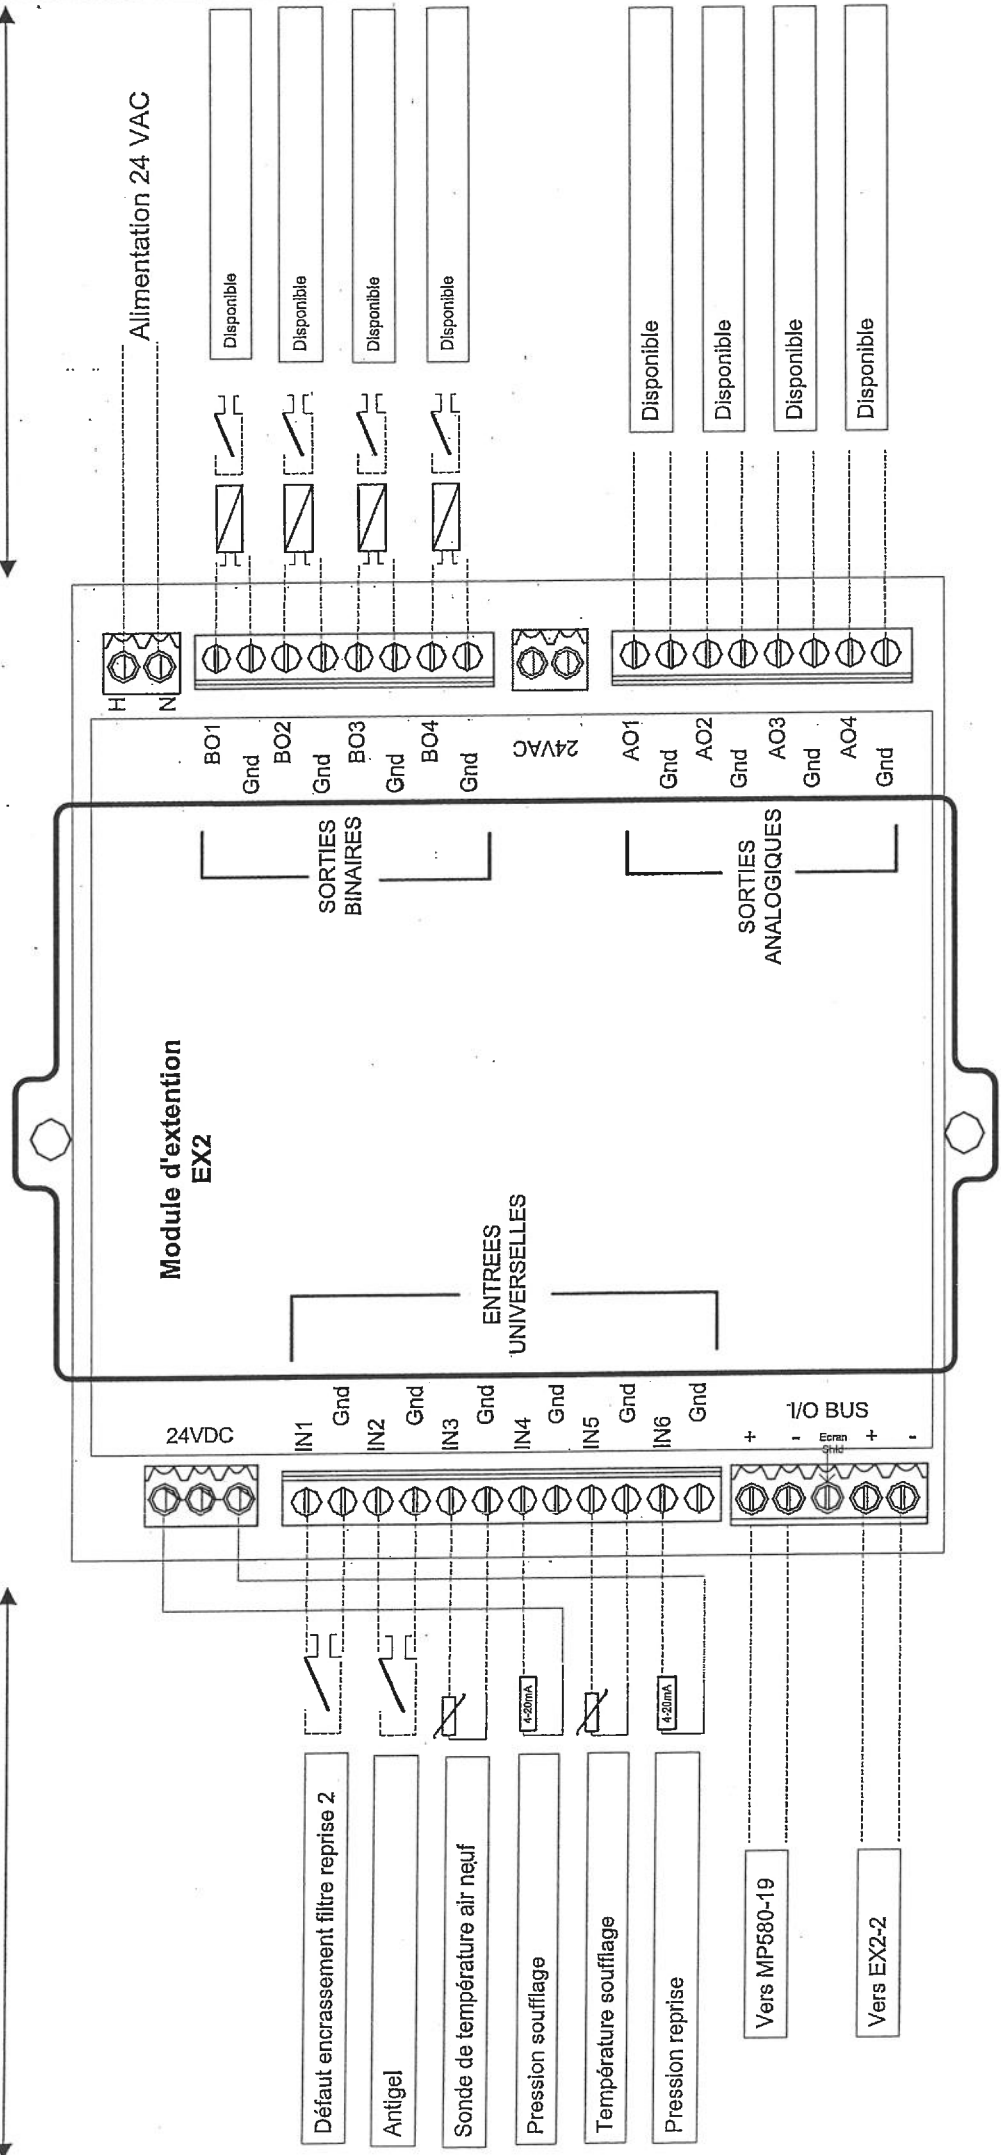 Alimentation 24 VAC
Disponible
Disponible
Disponible
Disponible
Disponible
Disponible
Disponible
Disponible
H
N
BO1
Gnd
BO2
Gnd
BO3
Gnd
BO4
Gnd
24VAC
AO1
Gnd
AO2
Gnd
AO3
Gnd
AO4
Gnd
SORTIES
BINAIRES
SORTIES
ANALOGIQUES
Module d'extention
EX2
ENTREES
UNIVERSELLES
24VDC
IN1
Gnd
IN2
Gnd
IN3
Gnd
IN4
Gnd
IN5
Gnd
IN6
Gnd
I/O BUS
+
-
Ecran
Shld
+
-
4-20mA
4-20mA
Défaut encrassement filtre reprise 2
Antigel
Sonde de température air neuf
Pression soufflage
Température soufflage
Pression reprise
Vers MP580-19
Vers EX2-2